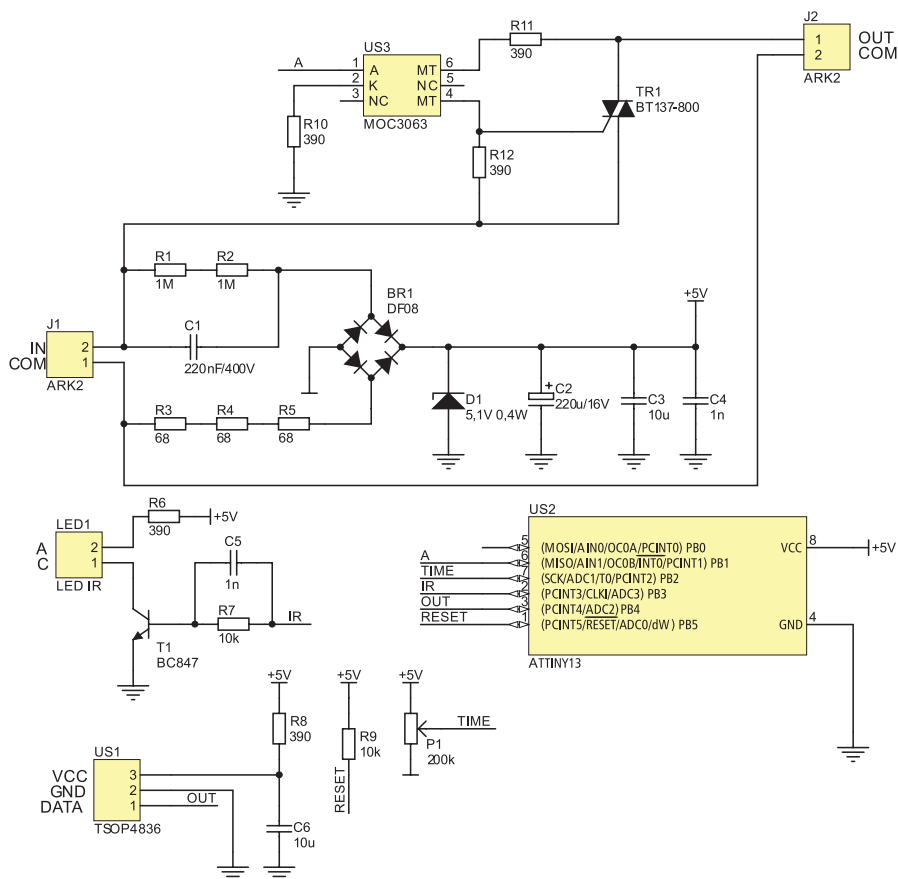 J2
1 OUT
2 COM
ARK2
R11
390
US3
A
1 A MT 6
2 K NC 5
3 NC MT 4
MOC3063
TR1
BT137-800
R10
390
R12
390
R1
1M
R2
1M
BR1
DF08
C1
220nF/400V
J1
IN 2
COM 1
ARK2
R3
68
R4
68
R5
68
+5V
D1
5,1V 0,4W
+
C2
220u/16V
C3
10u
C4
1n
LED1
A 2
C 1
LED IR
R6
390
+5V
C5
1n
R7
10k
IR
T1
BC847
US2
5 (MOSI/AIN0/OC0A/PCINT0) PB0
A 6 (MISO/AIN1/OC0B/INT0/PCINT1) PB1
TIME 7 (SCK/ADC1/T0/PCINT2) PB2
IR 2 (PCINT3/CLKI/ADC3) PB3
OUT 3 (PCINT4/ADC2) PB4
RESET 1 (PCINT5/RESET/ADC0/dW) PB5
VCC 8
+5V
GND 4
ATTINY13
+5V
R8
390
+5V
R9
10k
RESET
+5V
P1
200k
TIME
US1
VCC 3
GND 2
DATA 1
OUT
TSOP4836
C6
10u